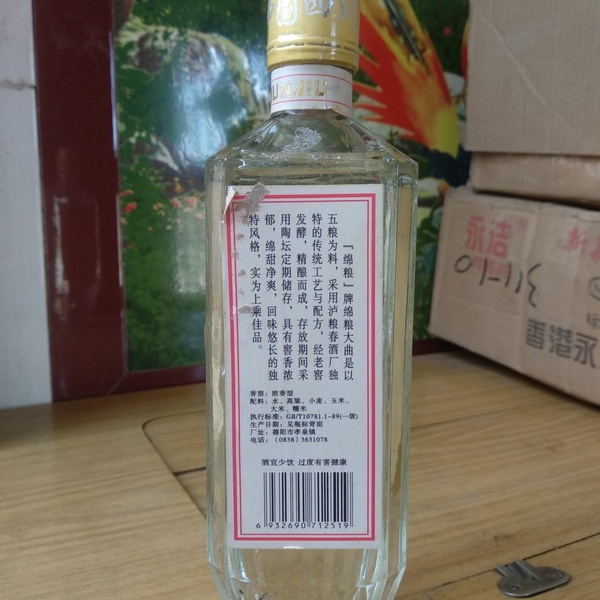 『绵粮』牌绵粮大曲是以
五粮为料，采用泸粮春酒厂独
特的传统工艺与配方，经老窖
发酵，精酿而成，存放期间采
用陶坛定期储存，具有窖香浓
郁，绵甜净爽，回味悠长的独
特风格，实为上乘佳品。
香型：浓香型
配料：水、高粱、小麦、玉米、
大米、糯米
执行标准：GB/T10781.1-89(一级)
生产日期：见瓶标背面
厂址：德阳市孝泉镇
电话：（0838）3631078
酒宜少饮 过度有害健康
6 932690 712519
永洁
香港永